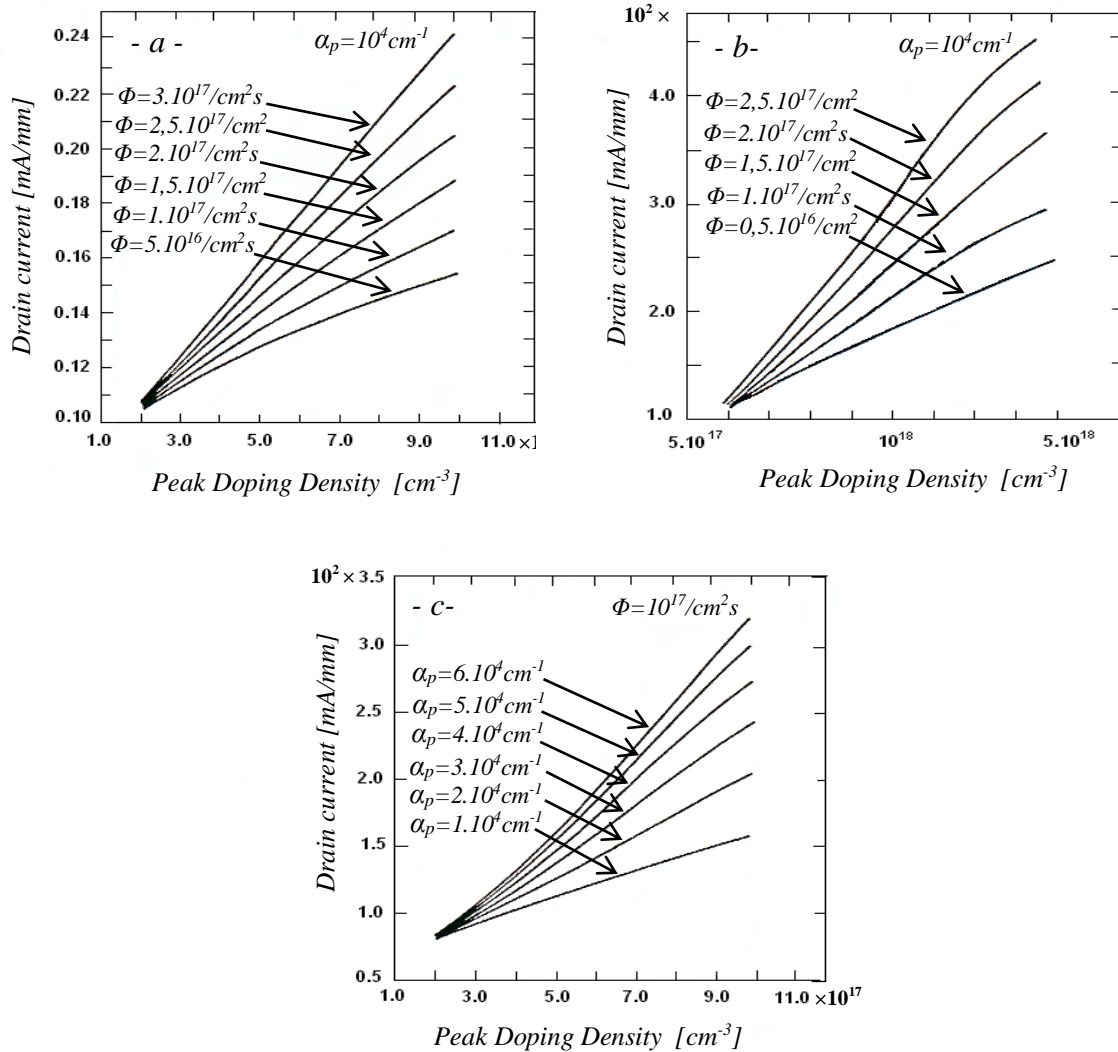 - a -
αp=10⁴cm⁻¹
Φ=3.10¹⁷/cm²s
Φ=2,5.10¹⁷/cm²
Φ=2.10¹⁷/cm²s
Φ=1,5.10¹⁷/cm²
Φ=1.10¹⁷/cm²s
Φ=5.10¹⁶/cm²s
Drain current [mA/mm]
0.24
0.22
0.20
0.18
0.16
0.14
0.12
0.10
1.0 3.0 5.0 7.0 9.0 11.0 ×1
Peak Doping Density [cm⁻³]
10² ×
- b-
αp=10⁴cm⁻¹
Φ=2,5.10¹⁷/cm²
Φ=2.10¹⁷/cm²s
Φ=1,5.10¹⁷/cm²
Φ=1.10¹⁷/cm²s
Φ=0,5.10¹⁶/cm²
Drain current [mA/mm]
4.0
3.0
2.0
1.0
5.0¹⁷ 10¹⁸ 5.0¹⁸
Peak Doping Density [cm⁻³]
10² × 3.5
- c-
Φ=10¹⁷/cm²s
αp=6.10⁴cm⁻¹
αp=5.10⁴cm⁻¹
αp=4.10⁴cm⁻¹
αp=3.10⁴cm⁻¹
αp=2.10⁴cm⁻¹
αp=1.10⁴cm⁻¹
Drain current [mA/mm]
3.0
2.5
2.0
1.5
1.0
0.5
1.0 3.0 5.0 7.0 9.0 11.0 ×10¹⁷
Peak Doping Density [cm⁻³]